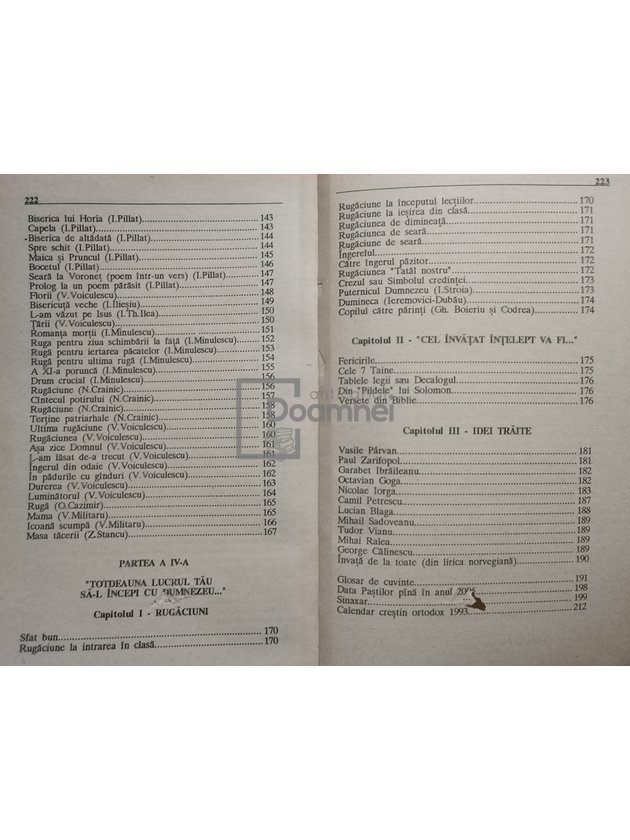 222
Biserica lui Horia (I.Pillat)........143
Capela (I.Pillat)........143
Biserica de altădată (I.Pillat)........144
Spre schit (I.Pillat)........144
Maica și Pruncul (I.Pillat)........145
Bocetul (I.Pillat)........146
Seară la Voroneț (poem într-un vers) (I.Pillat)........147
Prolog la un poem părăsit (I.Pillat)........147
Florii (V.Voiculescu)........148
Bisericuță veche (I.Iliesiu)........149
L-am văzut pe Isus (I.Th.Ilea)........150
Țării (V.Voiculescu)........150
Romanța morții (I.Minulescu)........151
Ruga pentru ziua schimbării la față (I.Minulescu)........152
Rugă pentru iertarea păcatelor (I.Minulescu)........153
Rugă pentru ultima rugă (I.Minulescu)........154
A XI-a poruncă (I.Minulescu)........155
Drum crucial (I.Minulescu)........156
Rugăciune (N.Crainic)........157
Cîntecul potirului (N.Crainic)
Rugăciune (N.Crainic)
Terține patriarhale (N.Crainic)
Ultima rugăciune (V.Voiculescu)........160
Rugăciunea (V.Voiculescu)........160
Așa zice Domnul (V.Voiculescu)........161
L-am lăsat de-a trecut (V.Voiculescu)........161
Îngerul din odaie (V.Voiculescu)........162
În pădurile cu gînduri (V.Voiculescu)........162
Durerea (V.Voiculescu)........163
Luminătorul (V.Voiculescu)........164
Rugă (O.Cazimir)........165
Mama (V.Militaru)........165
Icoană scumpă (V.Militaru)........166
Masa tăcerii (Z.Stancu)........167
PARTEA A IV-A
"TOTDEAUNA LUCRUL TĂU
SĂ-L ÎNCEPI CU DUMNEZEU..."
Capitolul I - RUGĂCIUNI
Sfat bun........170
Rugăciune la intrarea în clasă........170
223
Rugăciune la începutul lecțiilor........170
Rugăciune la ieșirea din clasă........171
Rugăciunea de dimineață........171
Rugăciunea de seară........171
Rugăciune de seară........171
Îngerelul........172
Către îngerul păzitor........172
Rugăciunea "Tatăl nostru"........172
Crezul sau Simbolul credinței........173
Puternicul Dumnezeu (I.Stroia)........173
Dumineca (Ieremovici-Dubău)........174
Copilul către părinți (Gh. Boieriu și Codrea)........174
Capitolul II - "CEL ÎNVĂȚAT ÎNȚELEPT VA FI..."
Fericirile........175
Cele 7 Taine........175
Tablele legii sau Decalogul........176
Din "Pildele" lui Solomon........176
Versete din Biblie........176
Capitolul III - IDEI TRĂITE
Vasile Pârvan........181
Paul Zarifopol........181
Garabet Ibrăileanu........182
Octavian Goga........182
Nicolae Iorga........183
Camil Petrescu........187
Lucian Blaga........188
Mihail Sadoveanu........189
Tudor Vianu........189
Mihai Ralea........189
George Călinescu........189
Învață de la toate (din lirica norvegiană)........190
Glosar de cuvinte........191
Data Paștilor pînă în anul........198
Sinaxar........199
Calendar creștin ortodox 1993........212